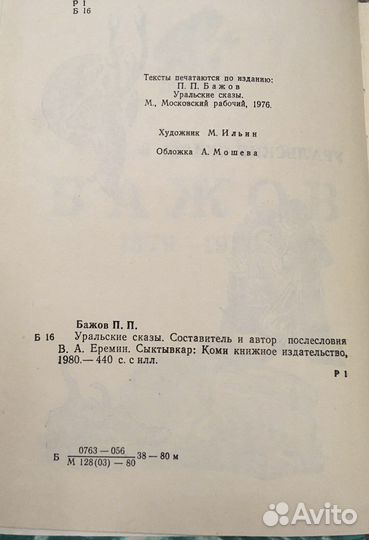 Р 1
Б 16
Тексты печатаются по изданию:
П. П. Бажов
Уральские сказы.
М., Московский рабочий, 1976.
Художник М. Ильин
Обложка А. Мошева
Бажов П. П.
Б 16 Уральские сказы. Составитель и автор послесловия
В. А. Еремин. Сыктывкар: Коми книжное издательство,
1980.— 440 с. с илл.
Р 1
Б 0763—056 38—80 м
М 128(03)—80
Avito